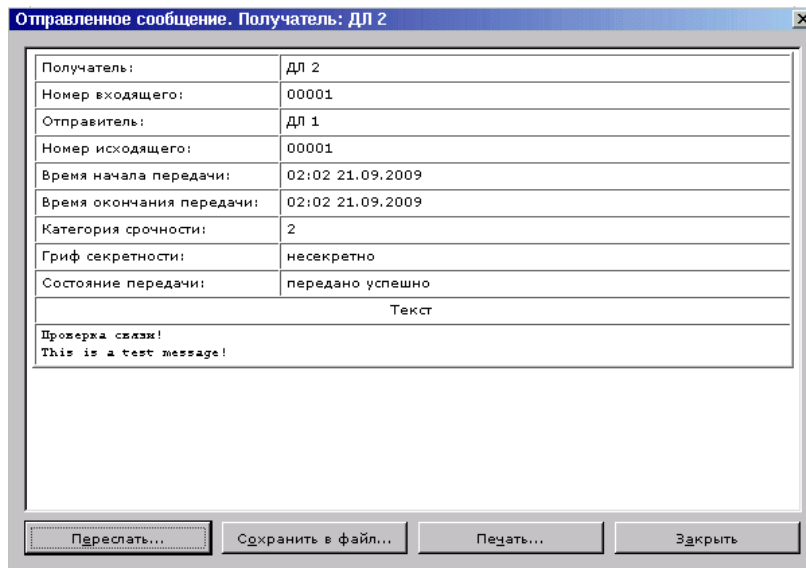 Отправленное сообщение. Получатель: ДЛ 2
Получатель: ДЛ 2
Номер входящего: 00001
Отправитель: ДЛ 1
Номер исходящего: 00001
Время начала передачи: 02:02 21.09.2009
Время окончания передачи: 02:02 21.09.2009
Категория срочности: 2
Гриф секретности: несекретно
Состояние передачи: передано успешно
Текст
Проверка связи!
This is a test message!
Переслать... Сохранить в файл... Печать... Закрыть